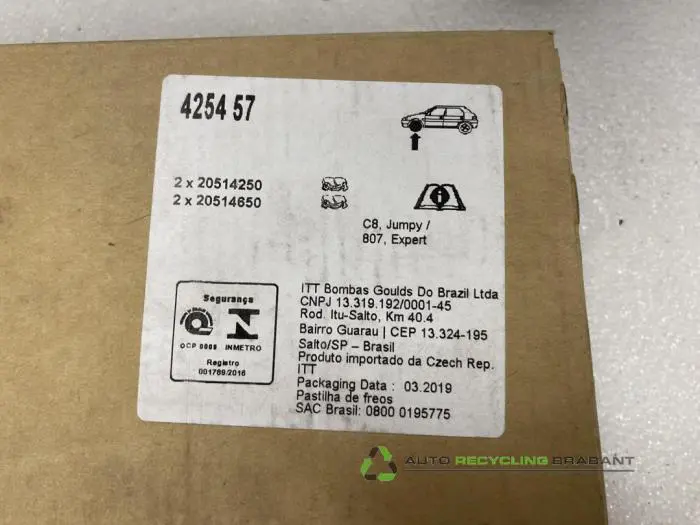 4254 57
2 x 20514250
2 x 20514650
C8, Jumpy /
807, Expert
ITT Bombas Goulds Do Brazil Ltda
CNPJ 13.319.192/0001-45
Rod. Itu-Salto, Km 40.4
Bairro Guarau | CEP 13.324-195
Salto/SP – Brasil
Produto importado da Czech Rep.
ITT
Packaging Data : 03.2019
Pastilha de freos
SAC Brasil: 0800 0195775
Segurança
OCP 0005 INMETRO
Registro
001769/2016
AUTO RECYCLING BRABANT